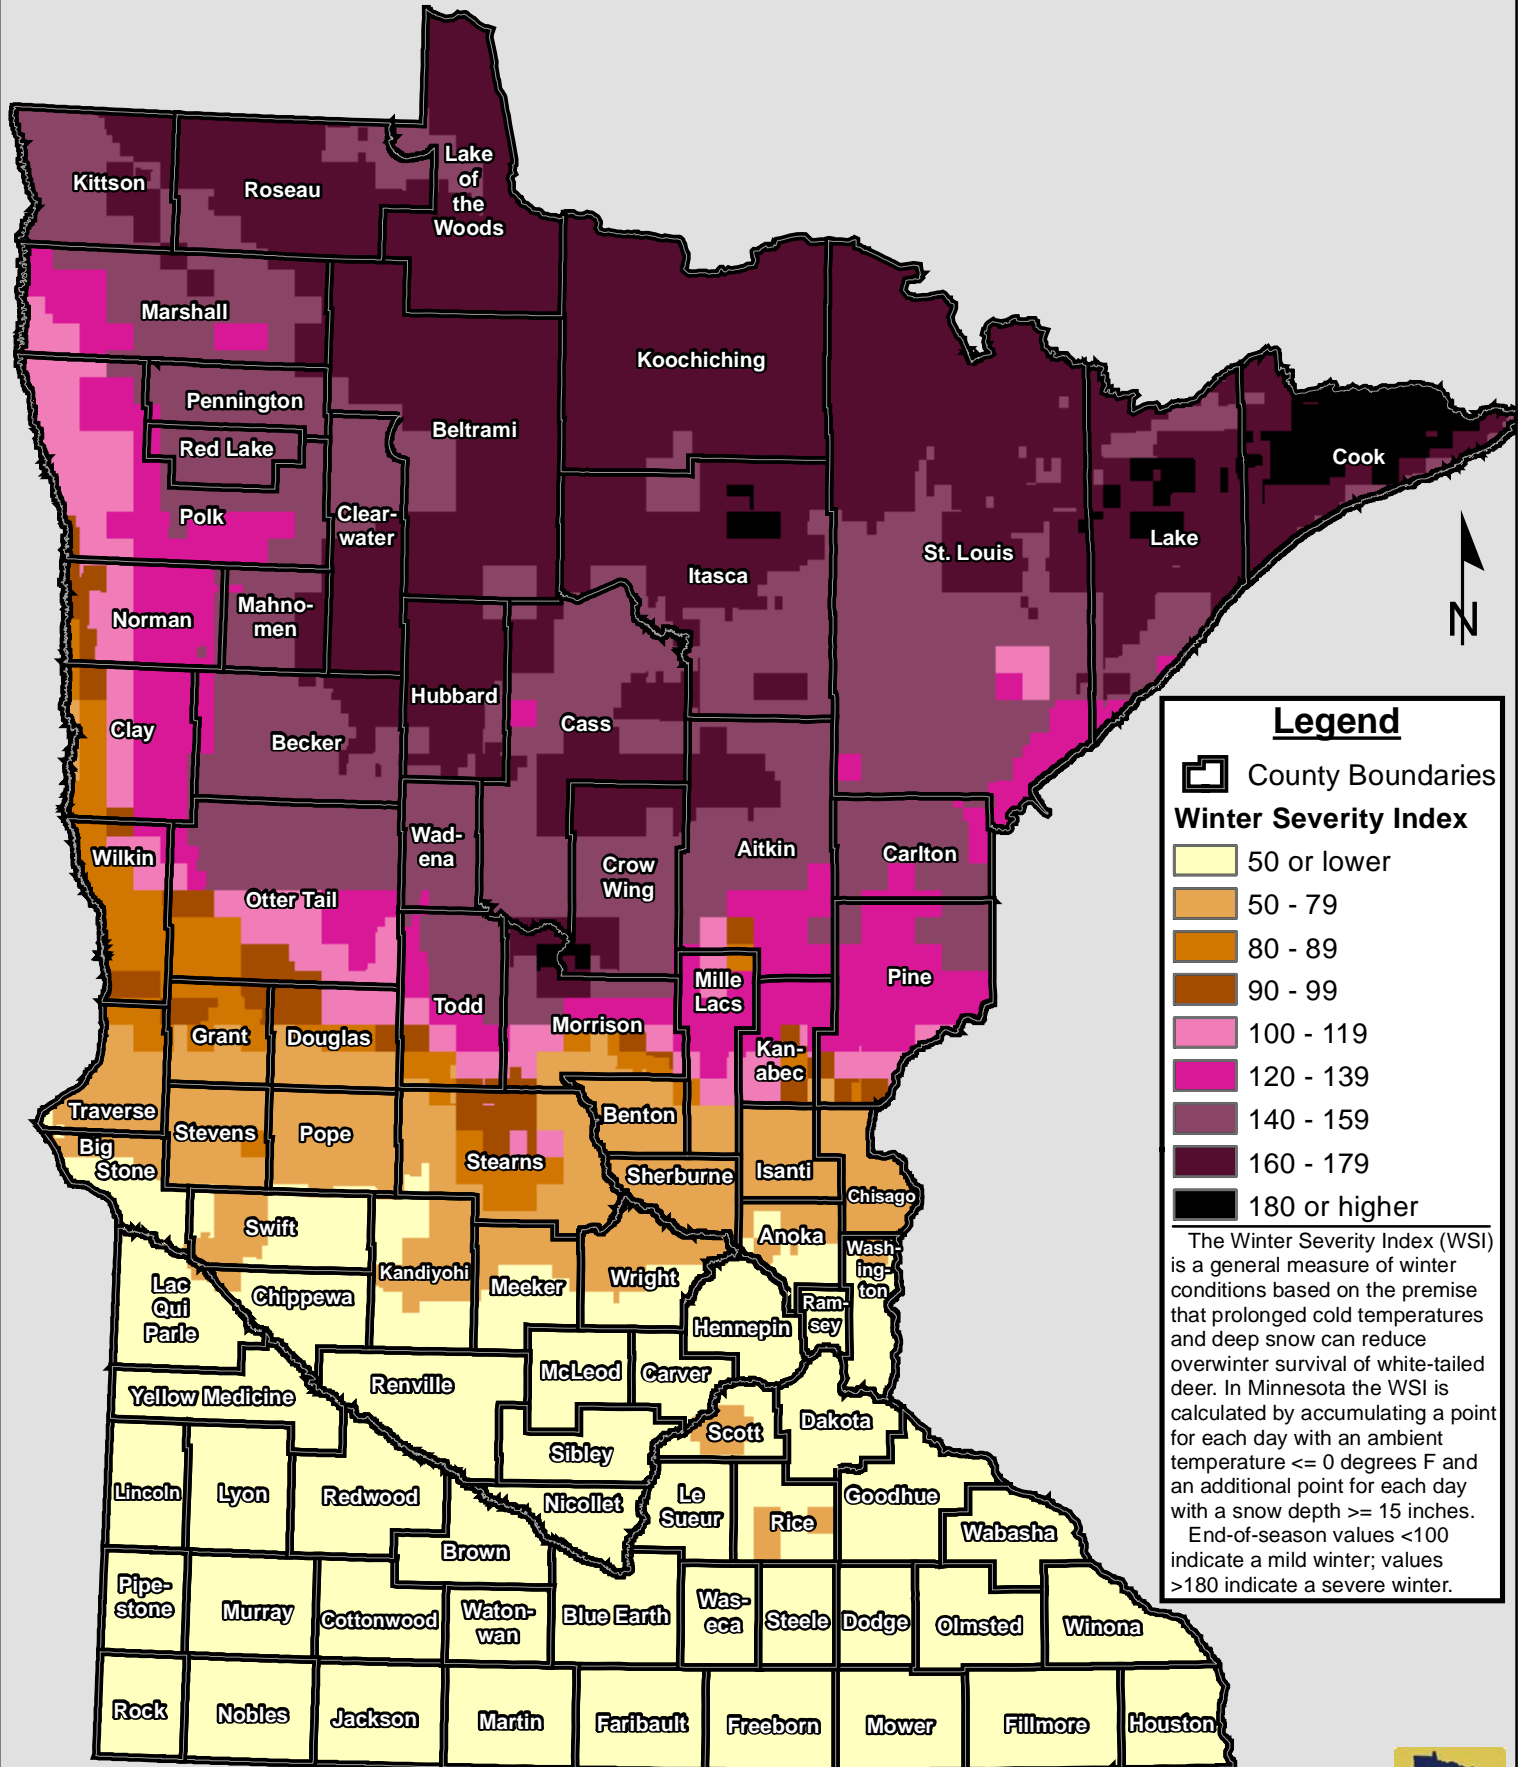 Kittson
Roseau
Lake
of
the
Woods
Marshall
Koochiching
Pennington
Beltrami
Red Lake
Cook
Polk
Clear-
water
St. Louis
Lake
Itasca
N
Norman
Mahno-
men
Hubbard
Cass
Clay
Becker
Wad-
ena
Wilkin
Crow
Wing
Aitkin
Carlton
Otter Tail
Mille
Lacs
Pine
Todd
Morrison
Grant
Douglas
Kan-
abec
Traverse
Benton
Stevens
Pope
Big
Stone
Stearns
Sherburne
Isanti
Chisago
Swift
Anoka
Wash-
ing-
ton
Kandiyohi
Meeker
Wright
Lac
Qui
Parle
Chippewa
Ram-
sey
Hennepin
McLeod
Carver
Renville
Yellow Medicine
Dakota
Scott
Sibley
Lincoln
Lyon
Redwood
Nicollet
Le
Sueur
Rice
Goodhue
Wabasha
Brown
Pipe-
stone
Murray
Cottonwood
Waton-
wan
Blue Earth
Was-
eca
Steele
Dodge
Olmsted
Winona
Rock
Nobles
Jackson
Martin
Faribault
Freeborn
Mower
Fillmore
Houston
Legend
County Boundaries
Winter Severity Index
50 or lower
50 - 79
80 - 89
90 - 99
100 - 119
120 - 139
140 - 159
160 - 179
180 or higher
The Winter Severity Index (WSI)
is a general measure of winter
conditions based on the premise
that prolonged cold temperatures
and deep snow can reduce
overwinter survival of white-tailed
deer. In Minnesota the WSI is
calculated by accumulating a point
for each day with an ambient
temperature <= 0 degrees F and
an additional point for each day
with a snow depth >= 15 inches.
End-of-season values <100
indicate a mild winter; values
>180 indicate a severe winter.